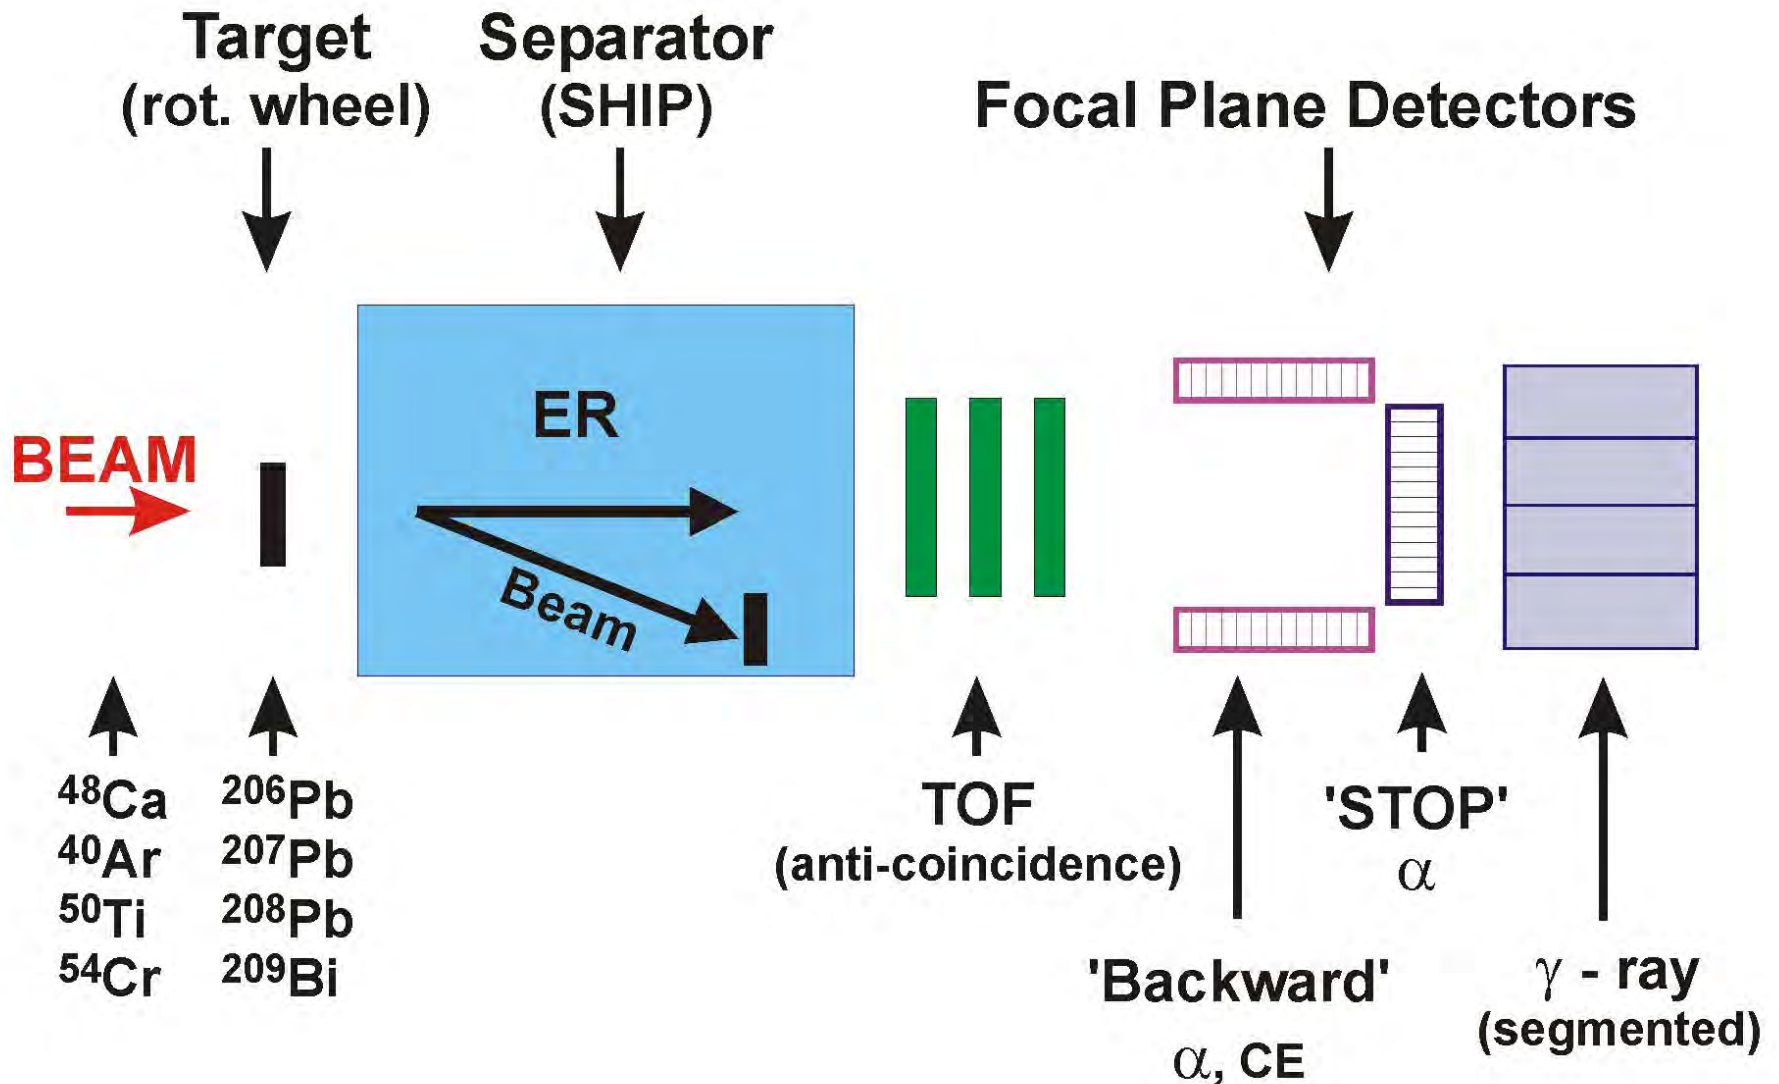 Target
(rot. wheel)
Separator
(SHIP)
Focal Plane Detectors
BEAM
ER
Beam
⁴⁸Ca
⁴⁰Ar
⁵⁰Ti
⁵⁴Cr
²⁰⁶Pb
²⁰⁷Pb
²⁰⁸Pb
²⁰⁹Bi
TOF
(anti-coincidence)
'Backward'
α, CE
'STOP'
α
γ - ray
(segmented)